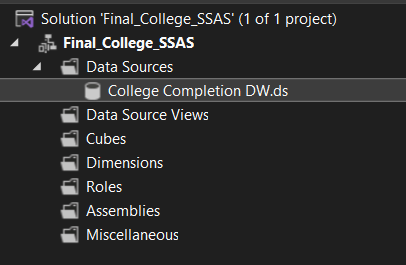 Solution 'Final_College_SSAS' (1 of 1 project)
Final_College_SSAS
Data Sources
College Completion DW.ds
Data Source Views
Cubes
Dimensions
Roles
Assemblies
Miscellaneous